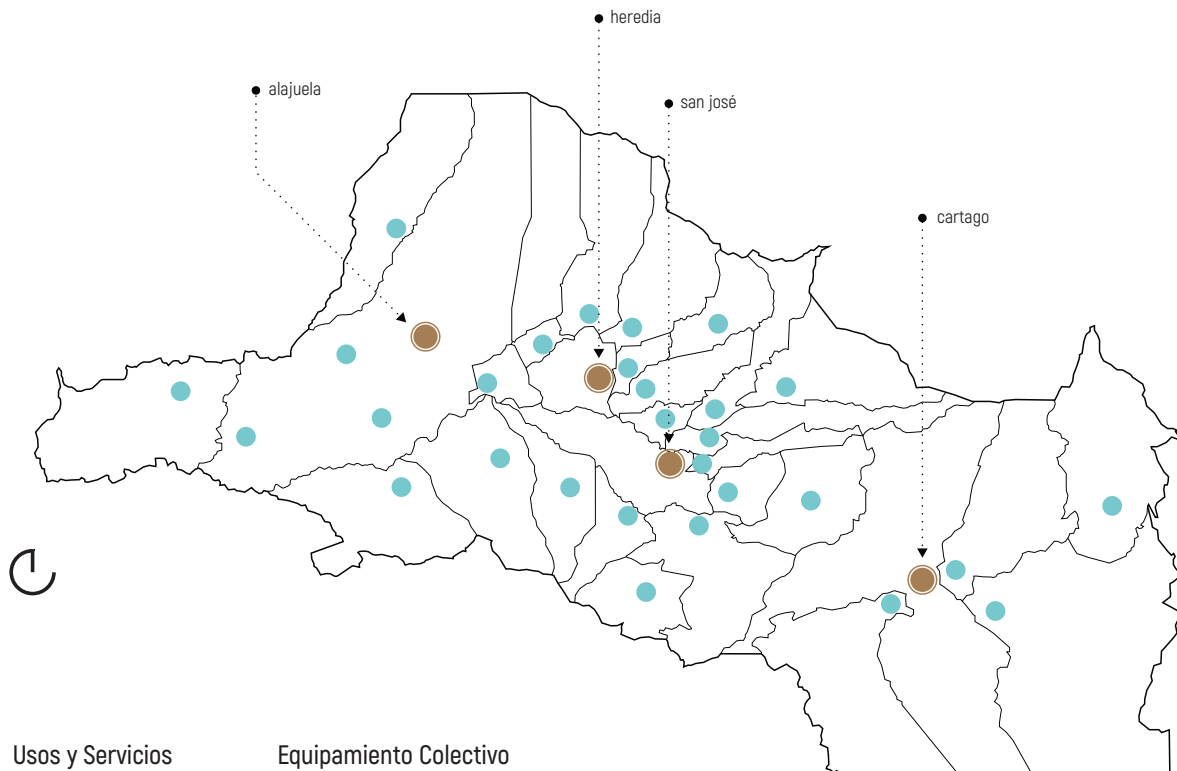 heredia
alajuela
san josé
cartago
Usos y Servicios
Equipamiento Colectivo